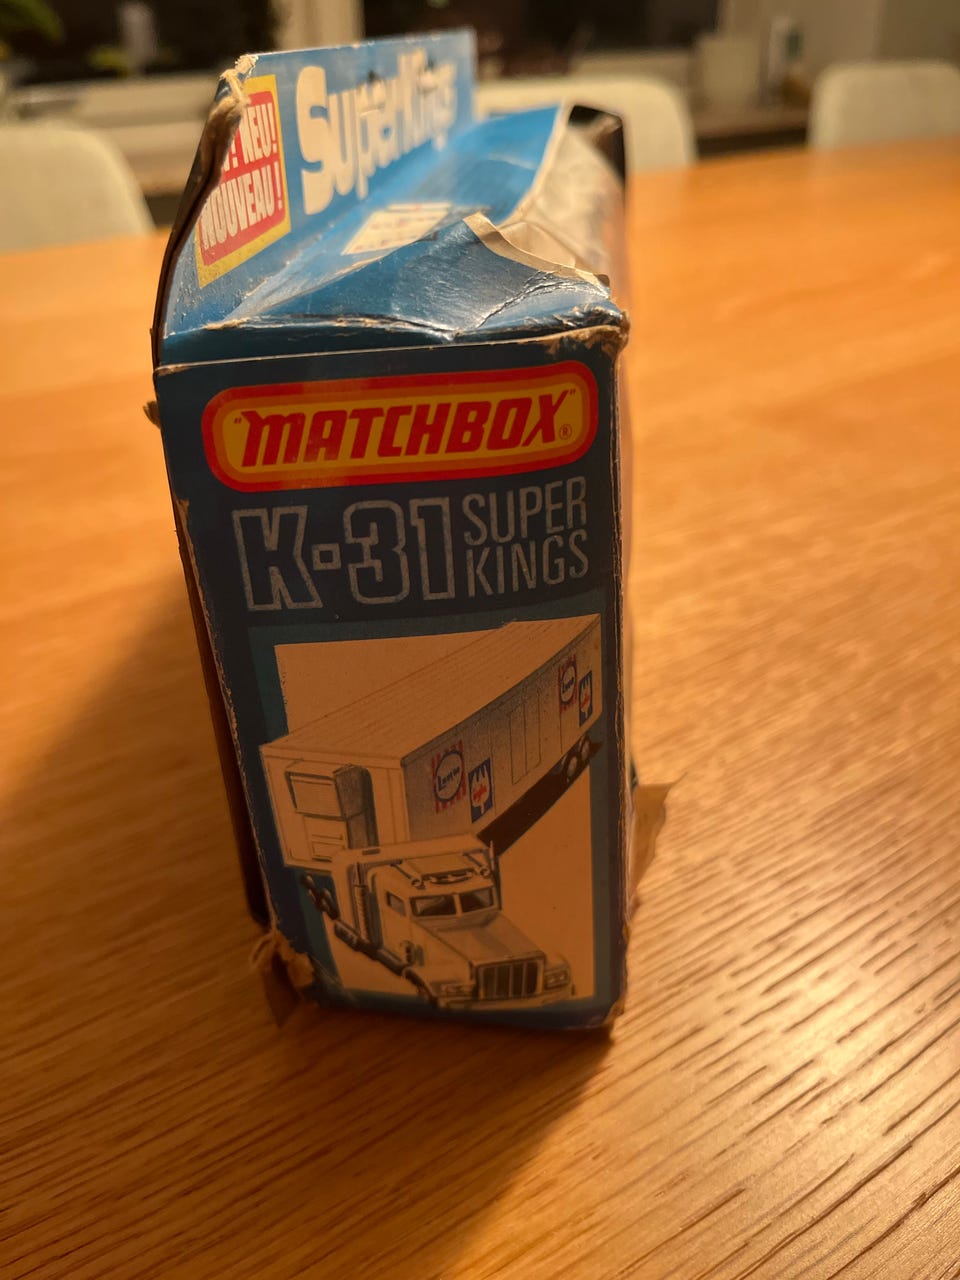 NEU!
NOUVEAU!
SuperKings
"MATCHBOX"®
K-31 SUPER
KINGS